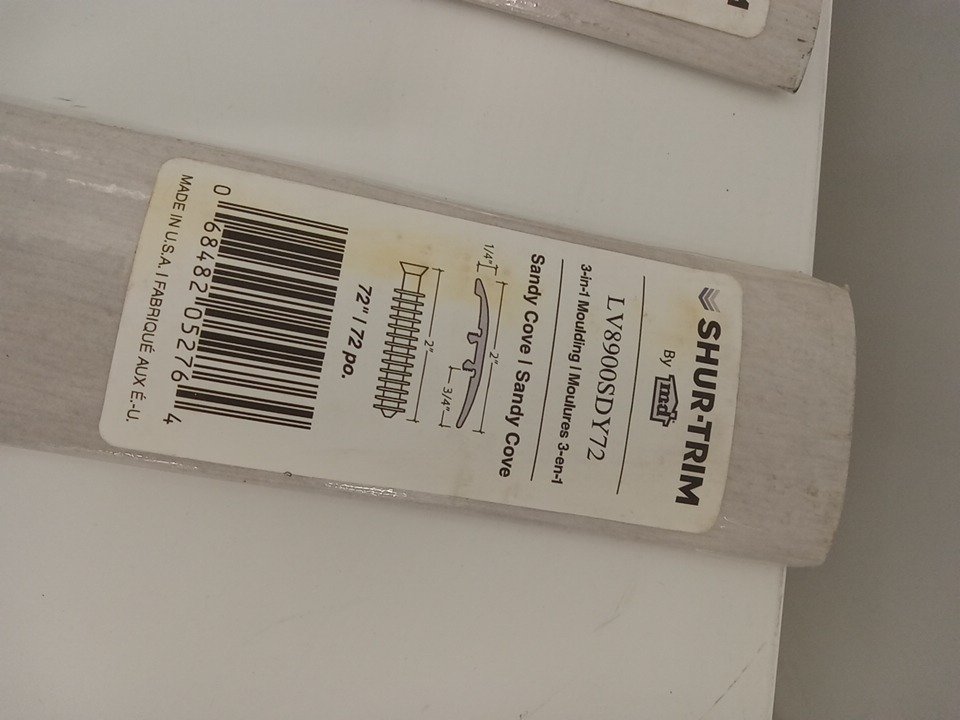 SHUR-TRIM
By md
LV8900SDY72
3-in-1 Moulding | Moulures 3-en-1
Sandy Cove | Sandy Cove
1/4"
2"
3/4"
2"
72" | 72 po.
0 68482 05276 4
MADE IN U.S.A. | FABRIQUÉ AUX É.-U.